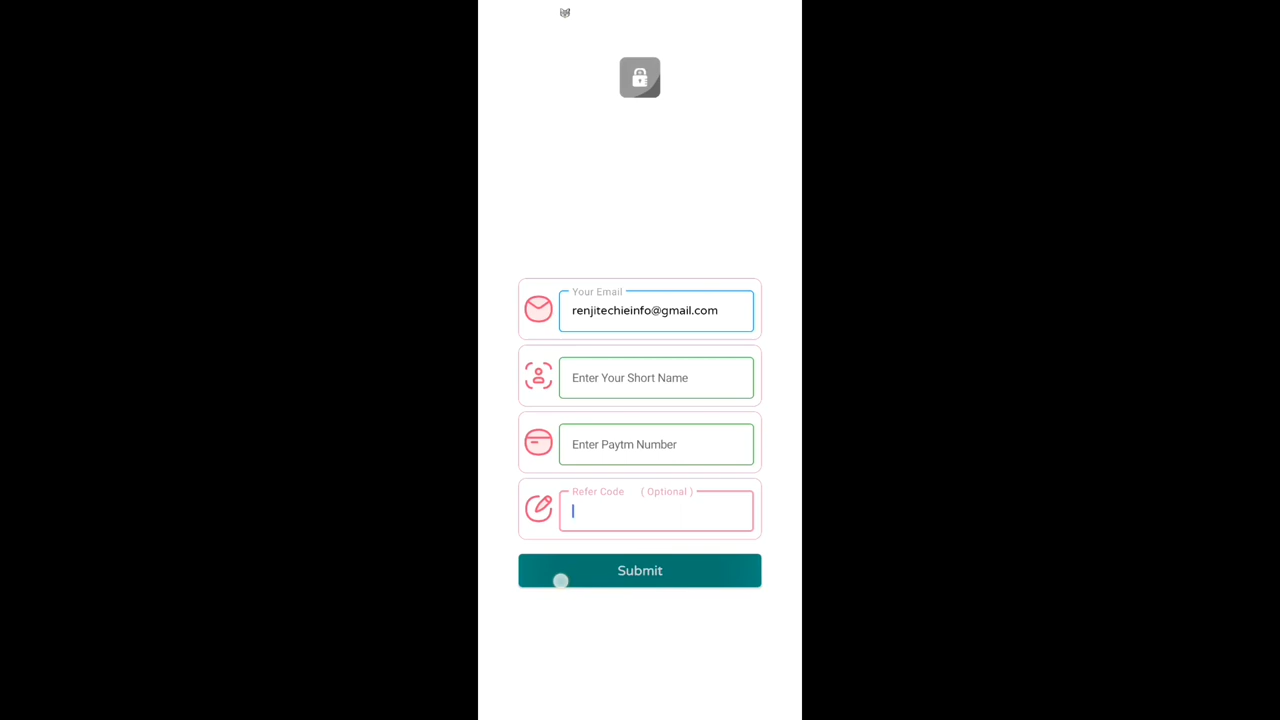 Your Email
renjitechieinfo@gmail.com
Enter Your Short Name
Enter Paytm Number
Refer Code ( Optional )
Submit